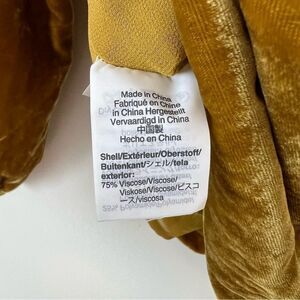 Made in China
Fabriqué en China
in China Hergestellt
Vervaardigd in China
中国製
Hecho en China
Shell/Extérieur/Oberstoff/
Buitenkant/シェル/tela
exterior:
75% Viscose/Viscose/
Viskose/Viscose/ビスコ
ース/viscosa